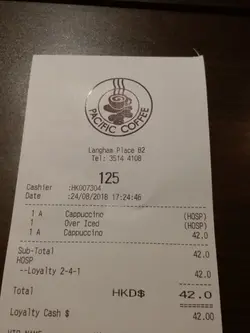 PACIFIC COFFEE
Langham Place B2
Tel: 3514 4108
125
Cashier :HK007304
Date :24/08/2018 17:24:46
1 A Cappuccino (HOSP)
1 Over Iced (HOSP)
1 A Cappuccino 42.0
Sub-Total 42.0
HOSP
--Loyalty 2-4-1 42.0
Total HKD$ 42.0
Loyalty Cash $ 42.00